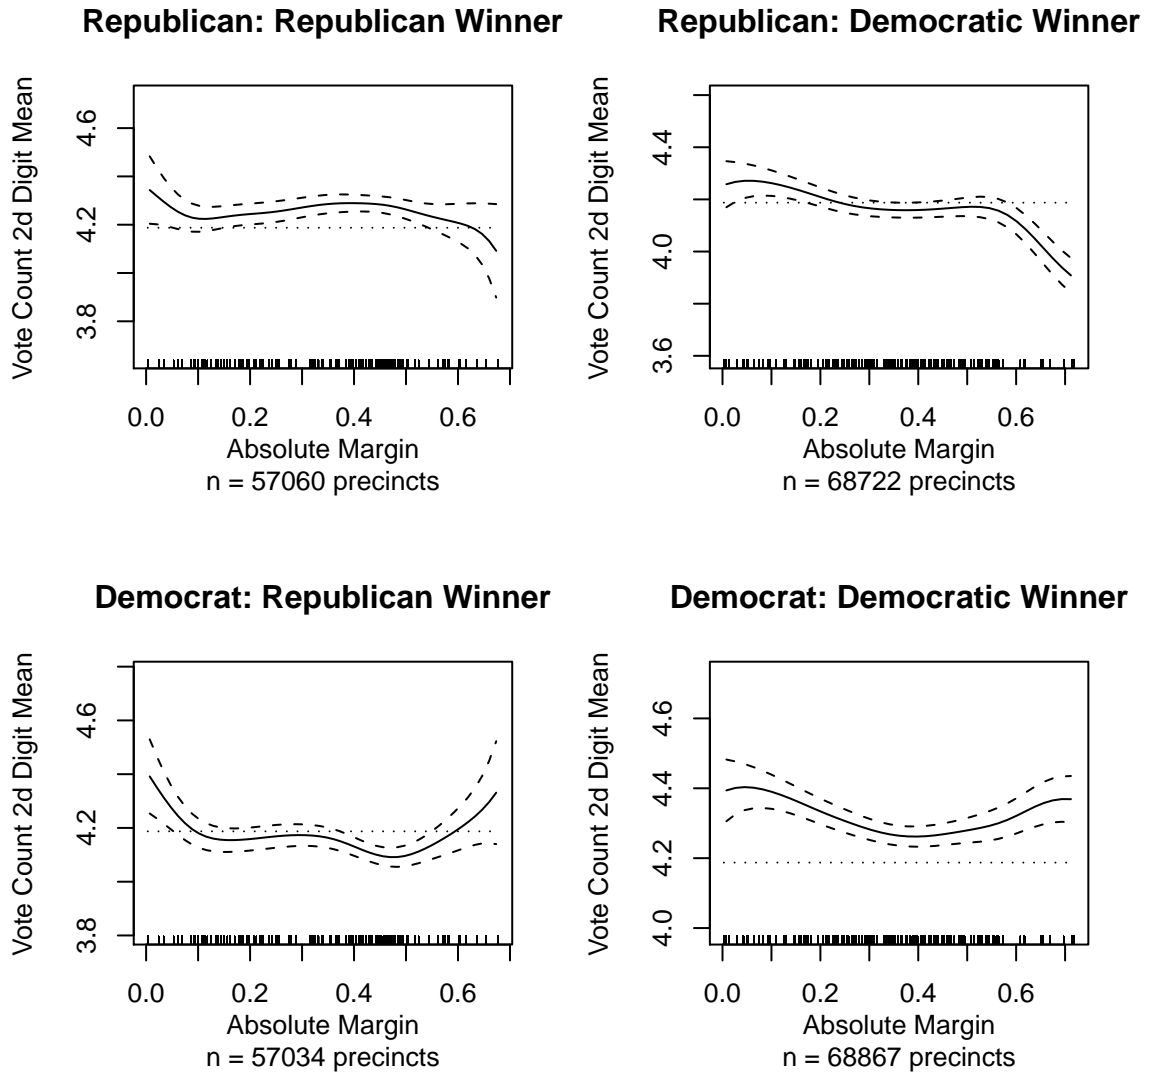 Republican: Republican Winner
Vote Count 2d Digit Mean
3.8 4.2 4.6
0.0 0.2 0.4 0.6
Absolute Margin
n = 57060 precincts
Republican: Democratic Winner
Vote Count 2d Digit Mean
3.6 4.0 4.4
0.0 0.2 0.4 0.6
Absolute Margin
n = 68722 precincts
Democrat: Republican Winner
Vote Count 2d Digit Mean
3.8 4.2 4.6
0.0 0.2 0.4 0.6
Absolute Margin
n = 57034 precincts
Democrat: Democratic Winner
Vote Count 2d Digit Mean
4.0 4.2 4.4 4.6
0.0 0.2 0.4 0.6
Absolute Margin
n = 68867 precincts